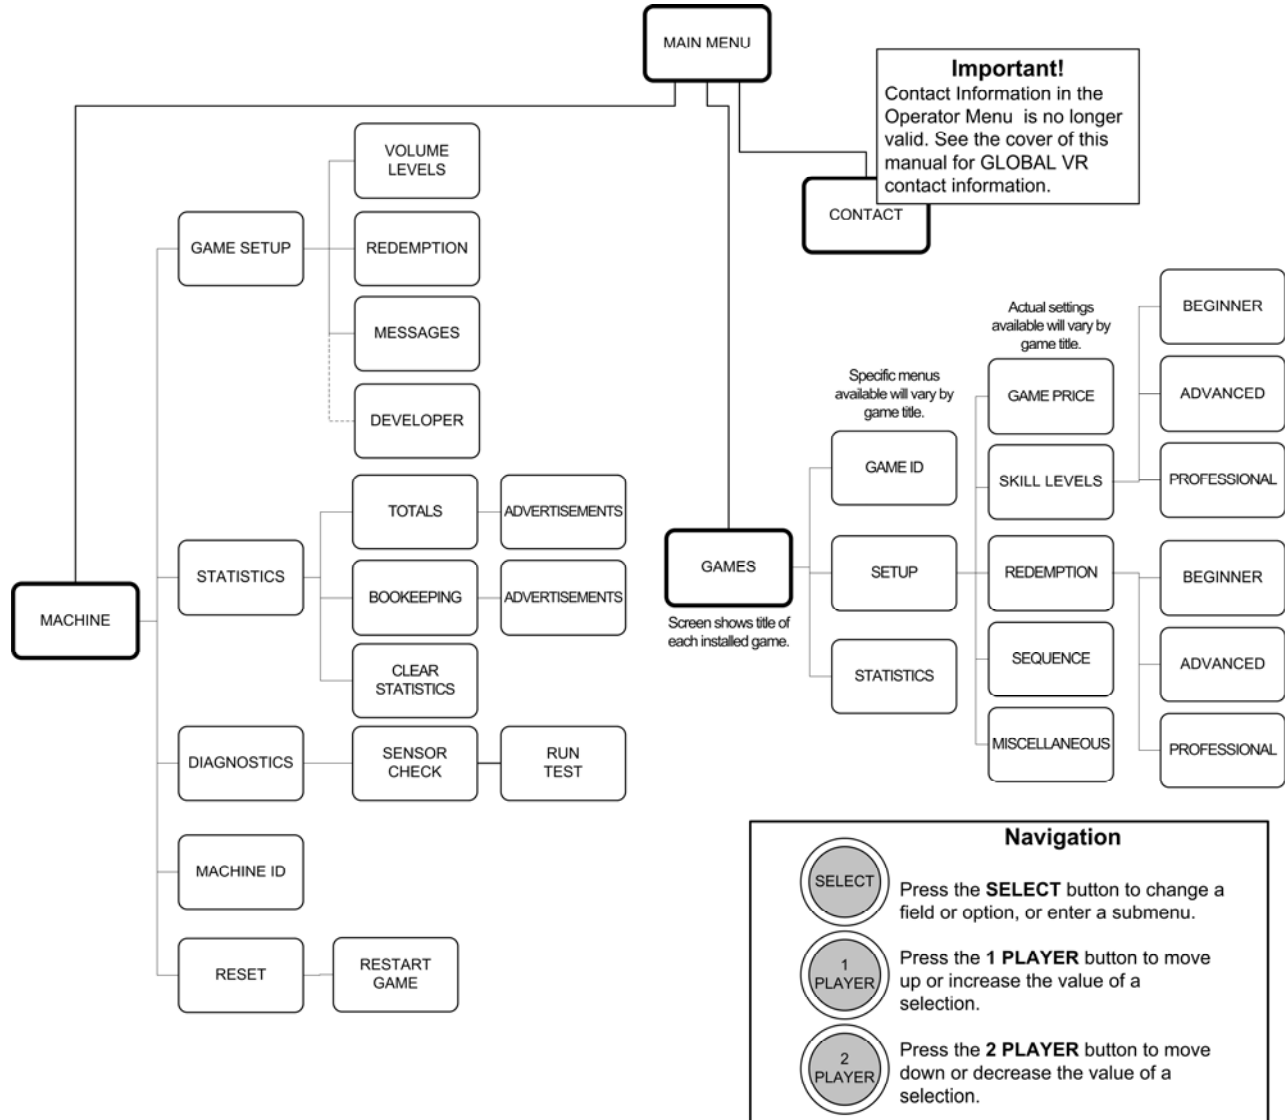 MAIN MENU
Important!
Contact Information in the
Operator Menu is no longer
valid. See the cover of this
manual for GLOBAL VR
contact information.
CONTACT
VOLUME
LEVELS
GAME SETUP
REDEMPTION
MESSAGES
DEVELOPER
TOTALS
ADVERTISEMENTS
STATISTICS
BOOKEEPING
ADVERTISEMENTS
MACHINE
CLEAR
STATISTICS
DIAGNOSTICS
SENSOR
CHECK
RUN
TEST
MACHINE ID
RESET
RESTART
GAME
Actual settings
available will vary by
game title.
BEGINNER
Specific menus
available will vary by
game title.
GAME PRICE
ADVANCED
GAME ID
SKILL LEVELS
PROFESSIONAL
GAMES
Screen shows title of
each installed game.
SETUP
REDEMPTION
BEGINNER
STATISTICS
SEQUENCE
ADVANCED
MISCELLANEOUS
PROFESSIONAL
Navigation
SELECT
Press the SELECT button to change a
field or option, or enter a submenu.
1
PLAYER
Press the 1 PLAYER button to move
up or increase the value of a
selection.
2
PLAYER
Press the 2 PLAYER button to move
down or decrease the value of a
selection.